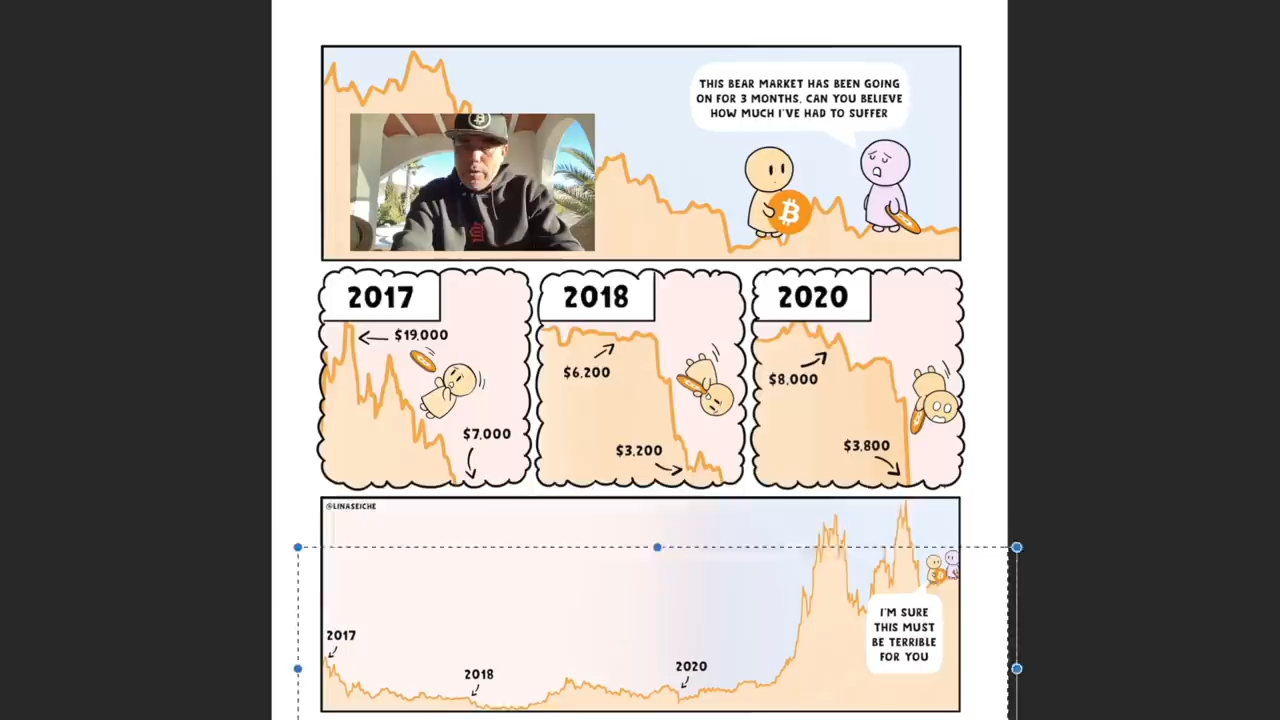 THIS BEAR MARKET HAS BEEN GOING
ON FOR 3 MONTHS. CAN YOU BELIEVE
HOW MUCH I'VE HAD TO SUFFER
2017
$19,000
$7,000
2018
$6,200
$3,200
2020
$8,000
$3,800
@LINASEICHE
2017
2018
2020
I'M SURE
THIS MUST
BE TERRIBLE
FOR YOU